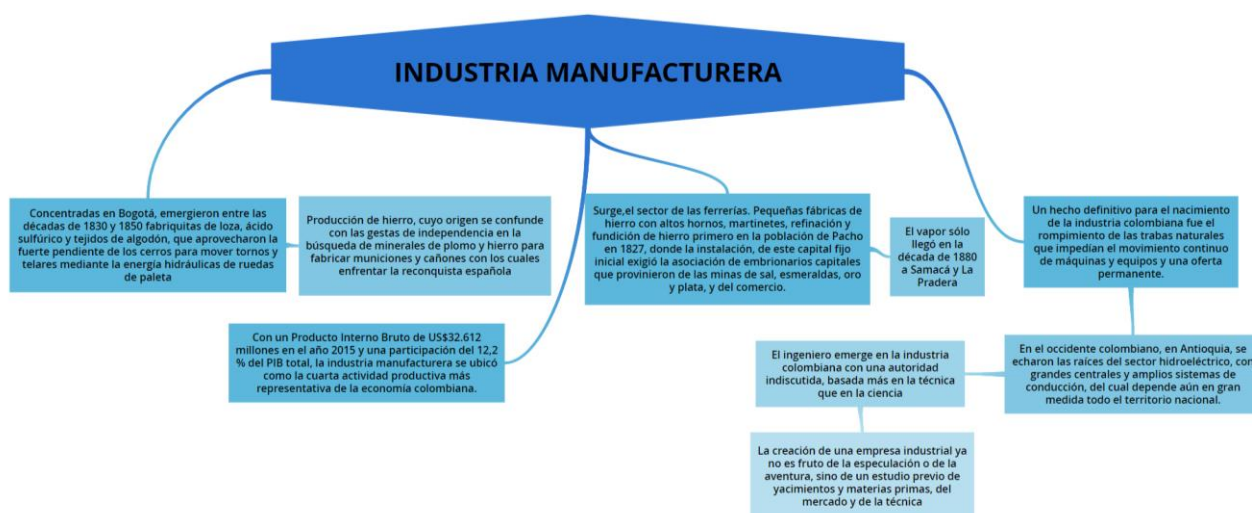 INDUSTRIA MANUFACTURERA
Concentradas en Bogotá, emergieron entre las
décadas de 1830 y 1850 fabriquitas de loza, ácido
sulfúrico y tejidos de algodón, que aprovecharon la
fuerte pendiente de los cerros para mover tornos y
telares mediante la energía hidráulicas de ruedas
de paleta
Producción de hierro, cuyo origen se confunde
con las gestas de independencia en la
búsqueda de minerales de plomo y hierro para
fabricar municiones y cañones con los cuales
enfrentar la reconquista española
Surge,el sector de las ferrerías. Pequeñas fábricas de
hierro con altos hornos, martinetes, refinación y
fundición de hierro primero en la población de Pacho
en 1827, donde la instalación, de este capital fijo
inicial exigió la asociación de embrionarios capitales
que provinieron de las minas de sal, esmeraldas, oro
y plata, y del comercio.
El vapor sólo
llegó en la
década de 1880
a Samacá y La
Pradera
Un hecho definitivo para el nacimiento
de la industria colombiana fue el
rompimiento de las trabas naturales
que impedían el movimiento continuo
de máquinas y equipos y una oferta
permanente.
Con un Producto Interno Bruto de US$32.612
millones en el año 2015 y una participación del 12,2
% del PIB total, la industria manufacturera se ubicó
como la cuarta actividad productiva más
representativa de la economía colombiana.
El ingeniero emerge en la industria
colombiana con una autoridad
indiscutida, basada más en la técnica
que en la ciencia
En el occidente colombiano, en Antioquia, se
echaron las raíces del sector hidroeléctrico, con
grandes centrales y amplios sistemas de
conducción, del cual depende aún en gran
medida todo el territorio nacional.
La creación de una empresa industrial ya
no es fruto de la especulación o de la
aventura, sino de un estudio previo de
yacimientos y materias primas, del
mercado y de la técnica